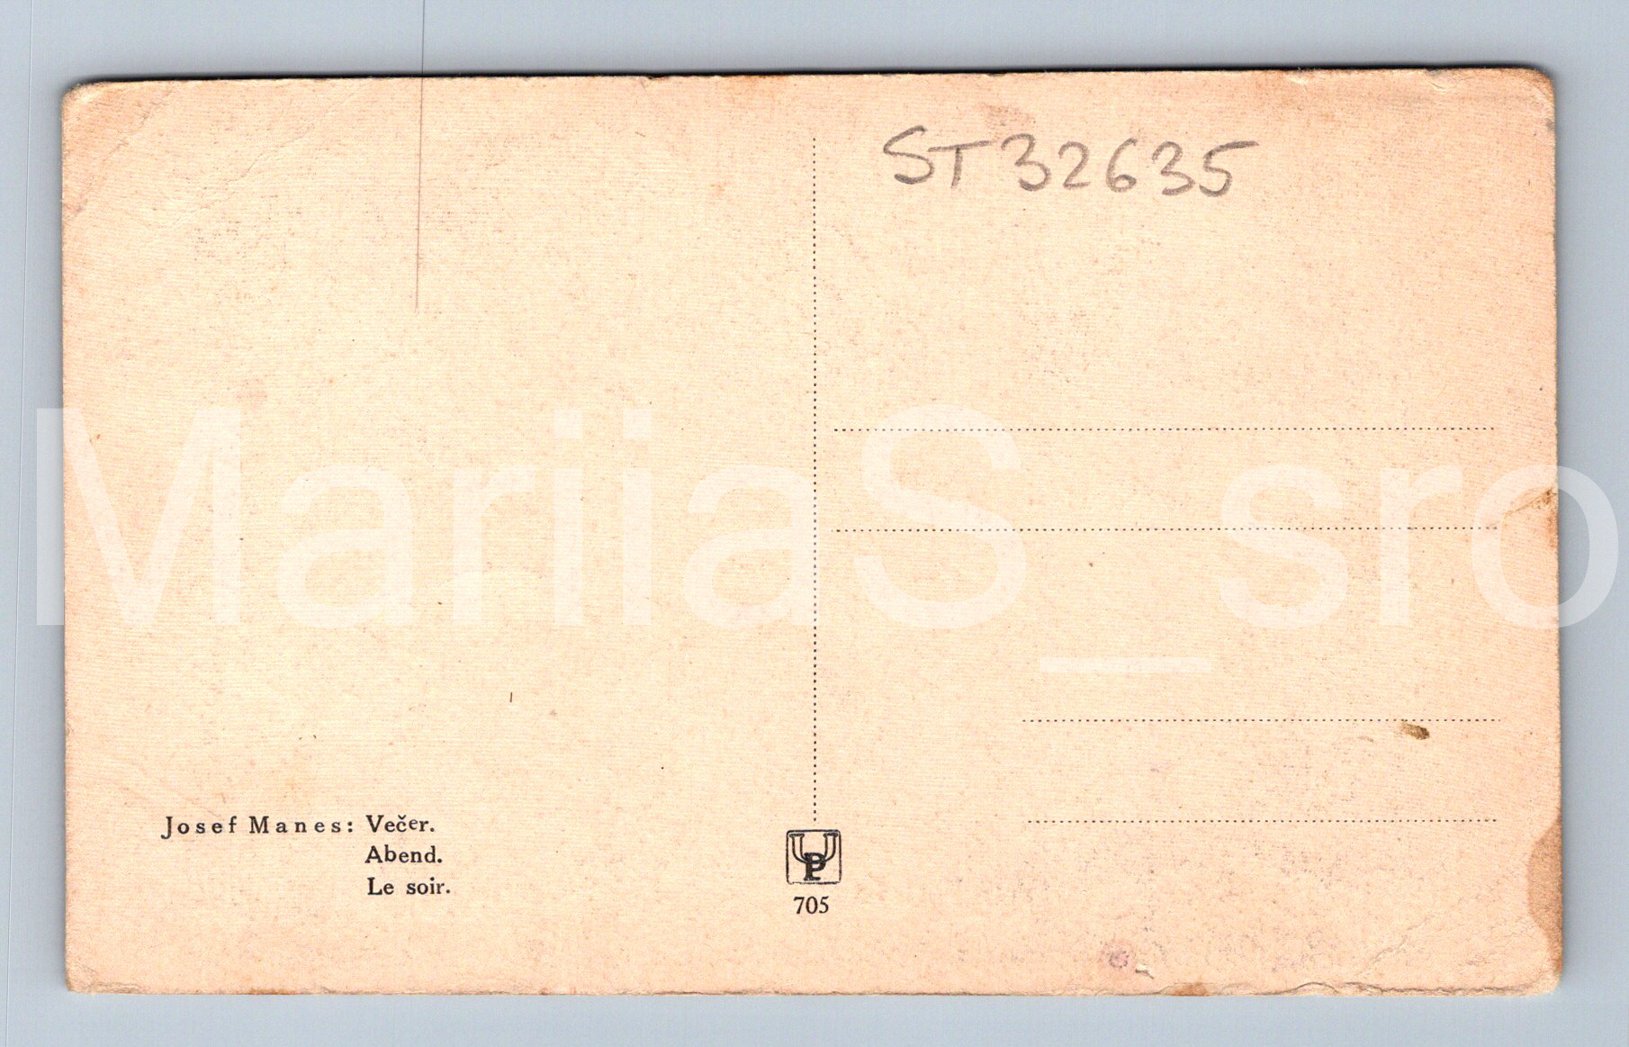 ST32635
MariiaS_sro
Josef Manes: Večer.
Abend.
Le soir.
UP
705